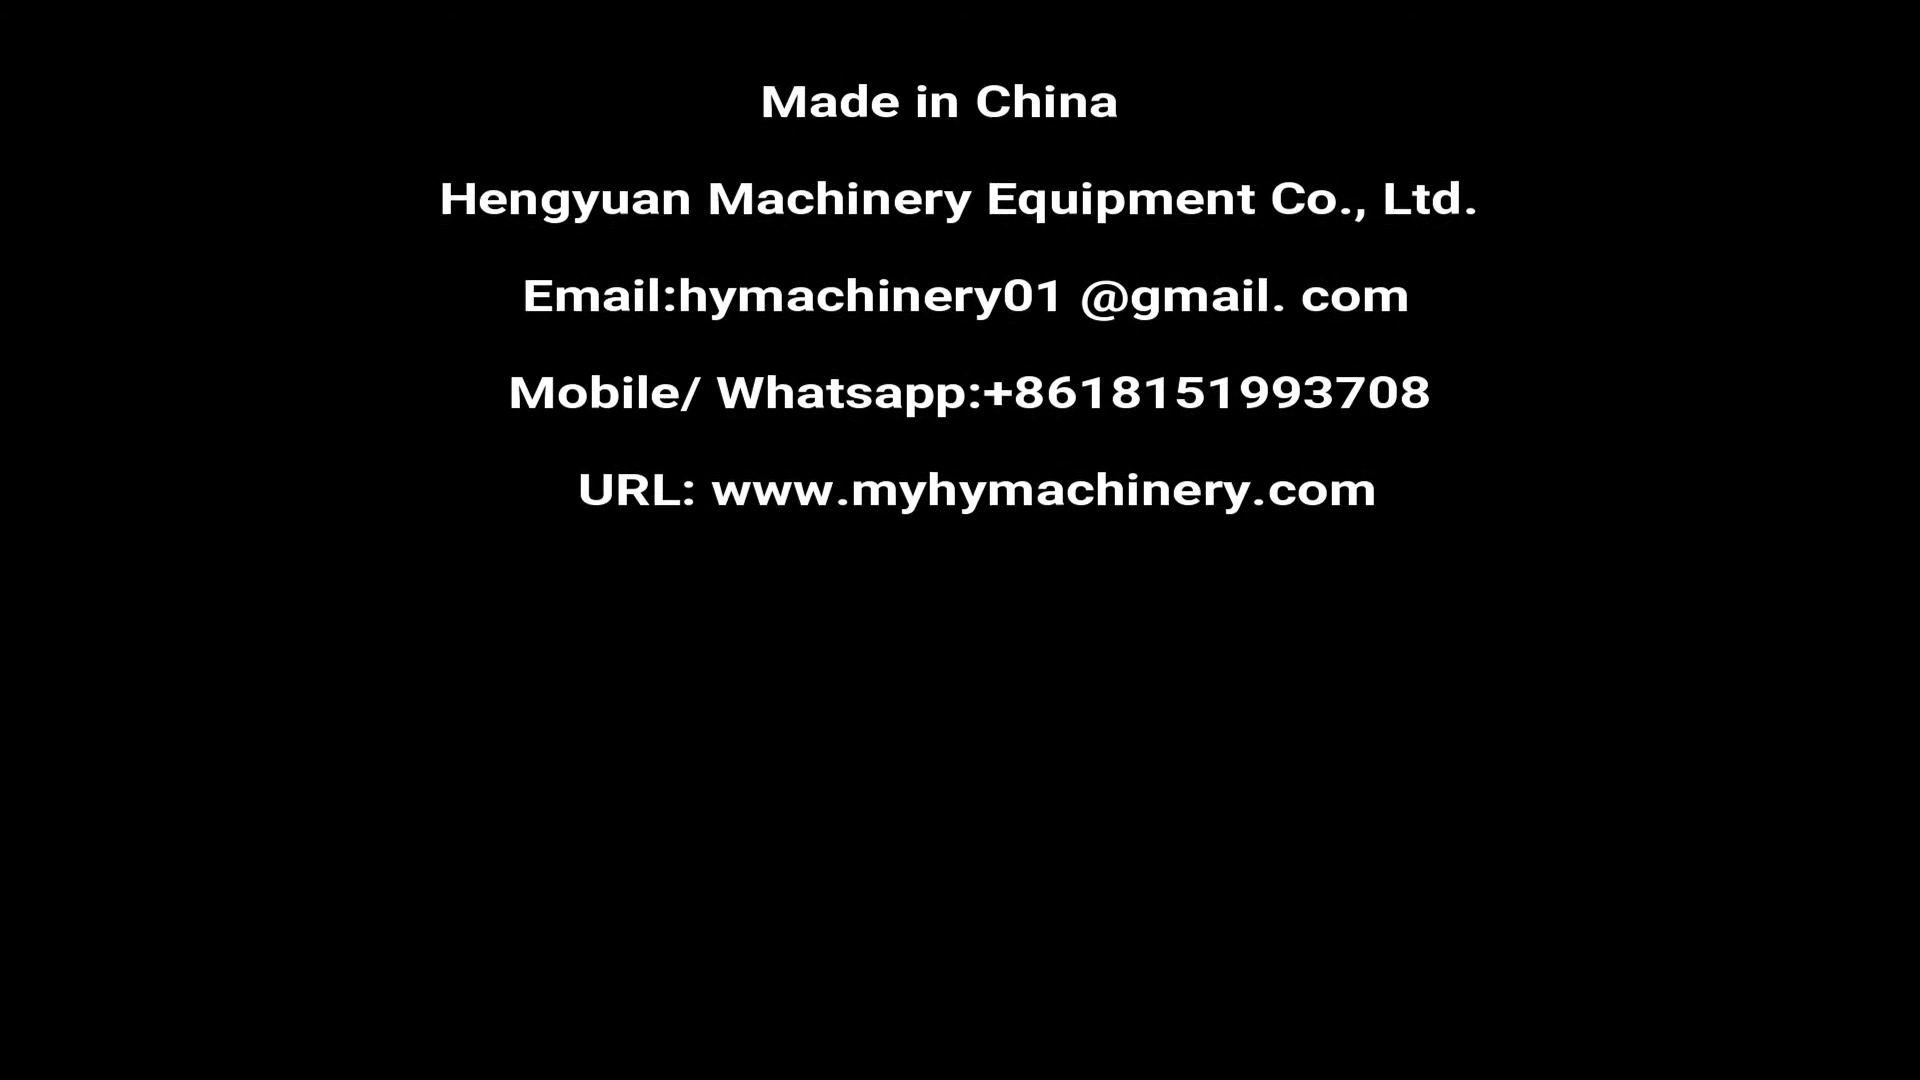 Made in China
Hengyuan Machinery Equipment Co., Ltd.
Email:hymachinery01 @gmail. com
Mobile/ Whatsapp:+8618151993708
URL: www.myhymachinery.com